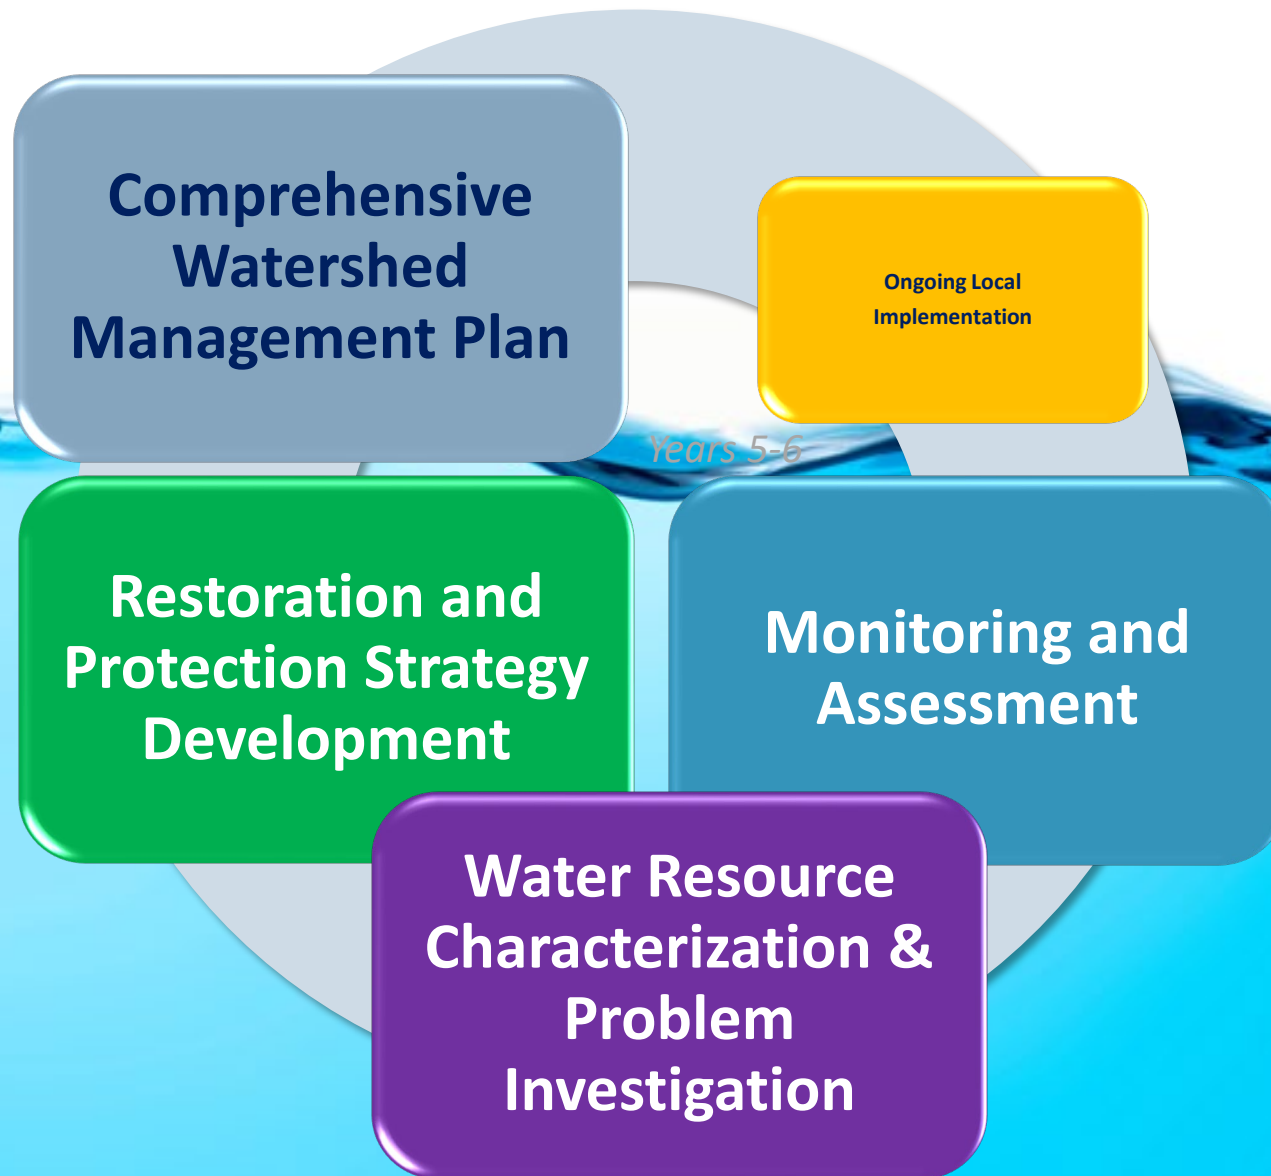 Comprehensive
Watershed
Management Plan
Ongoing Local
Implementation
Years 5-6
Restoration and
Protection Strategy
Development
Monitoring and
Assessment
Water Resource
Characterization &
Problem
Investigation